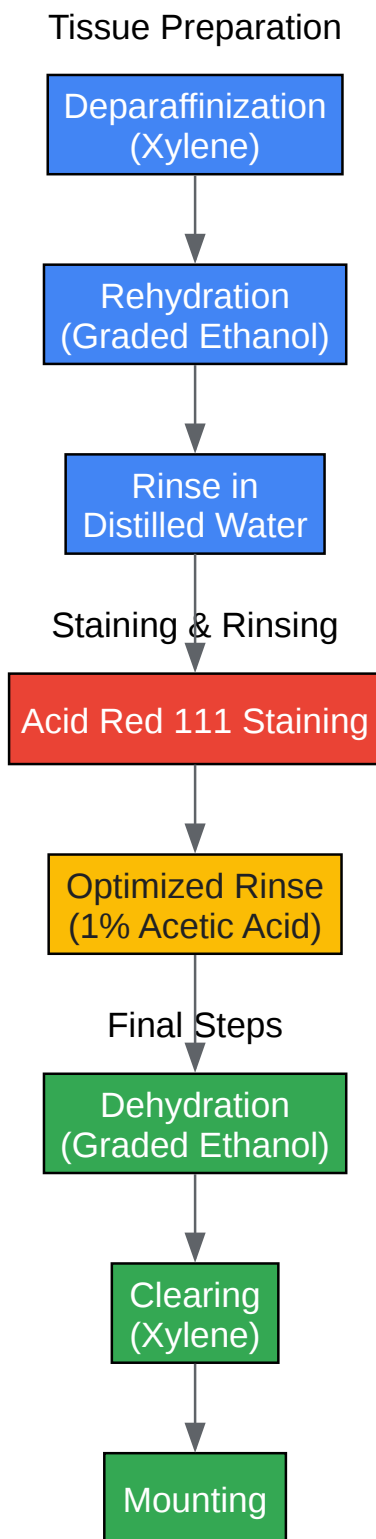 Tissue Preparation
Deparaffinization
(Xylene)
Rehydration
(Graded Ethanol)
Rinse in
Distilled Water
Staining & Rinsing
Acid Red 111 Staining
Optimized Rinse
(1% Acetic Acid)
Final Steps
Dehydration
(Graded Ethanol)
Clearing
(Xylene)
Mounting